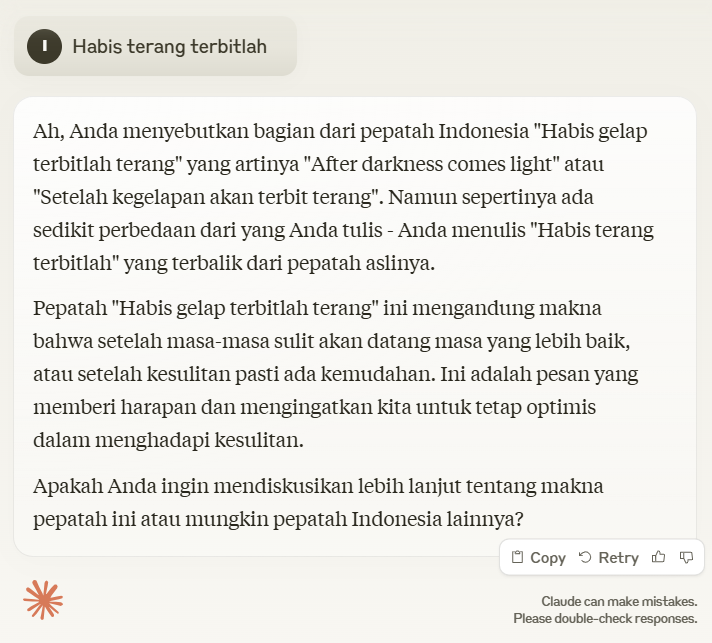 I
Habis terang terbitlah
Ah, Anda menyebutkan bagian dari pepatah Indonesia "Habis gelap
terbitlah terang" yang artinya "After darkness comes light" atau
"Setelah kegelapan akan terbit terang". Namun sepertinya ada
sedikit perbedaan dari yang Anda tulis - Anda menulis "Habis terang
terbitlah" yang terbalik dari pepatah aslinya.
Pepatah "Habis gelap terbitlah terang" ini mengandung makna
bahwa setelah masa-masa sulit akan datang masa yang lebih baik,
atau setelah kesulitan pasti ada kemudahan. Ini adalah pesan yang
memberi harapan dan mengingatkan kita untuk tetap optimis
dalam menghadapi kesulitan.
Apakah Anda ingin mendiskusikan lebih lanjut tentang makna
pepatah ini atau mungkin pepatah Indonesia lainnya?
Copy Retry
Claude can make mistakes.
Please double-check responses.